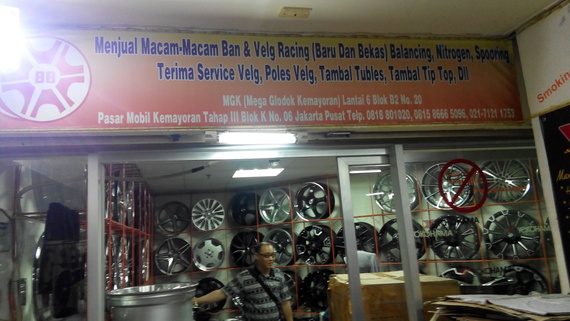 BB
Menjual Macam-Macam Ban & Velg Racing (Baru Dan Bekas) Balancing, Nitrogen, Spooring
Terima Service Velg, Poles Velg, Tambal Tubles, Tambal Tip Top, Dll
MGK (Mega Glodok Kemayoran) Lantai 6 Blok B2 No. 20
Pasar Mobil Kemayoran Tahap III Blok K No. 06 Jakarta Pusat Telp. 0818 801020, 0815 8666 5096, 021-7131 1353
Smokin